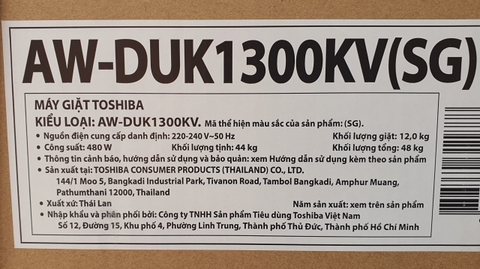 AW-DUK1300KV(SG)
MÁY GIẶT TOSHIBA
KIỂU LOẠI: AW-DUK1300KV. Mã thể hiện màu sắc của sản phẩm: (SG).
• Nguồn điện cung cấp danh định: 220-240 V~50 Hz Khối lượng giặt: 12,0 kg
• Công suất: 480 W Khối lượng tịnh: 44 kg Khối lượng tổng: 48 kg
• Thông tin cảnh báo, hướng dẫn sử dụng và bảo quản: xem Hướng dẫn sử dụng kèm theo sản phẩm
• Sản xuất tại: TOSHIBA CONSUMER PRODUCTS (THAILAND) CO., LTD.
144/1 Moo 5, Bangkadi Industrial Park, Tivanon Road, Tambol Bangkadi, Amphur Muang,
Pathumthani 12000, Thailand
• Xuất xứ: Thái Lan Năm sản xuất: xem trên sản phẩm
• Nhập khẩu và phân phối bởi: Công ty TNHH Sản phẩm Tiêu dùng Toshiba Việt Nam
Số 12, Đường 15, Khu phố 4, Phường Linh Trung, Thành phố Thủ Đức, Thành phố Hồ Chí Minh